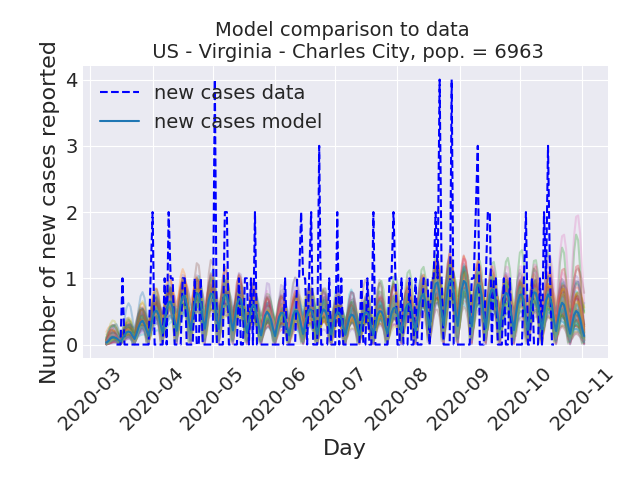 Model comparison to data
US - Virginia - Charles City, pop. = 6963
Number of new cases reported
4
3
2
1
0
new cases data
new cases model
2020-03
2020-04
2020-05
2020-06
2020-07
2020-08
2020-09
2020-10
2020-11
Day